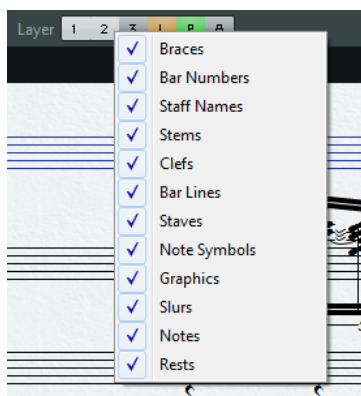 Layer 1 2 3 L P A
Braces
Bar Numbers
Staff Names
Stems
Clefs
Bar Lines
Staves
Note Symbols
Graphics
Slurs
Notes
Rests